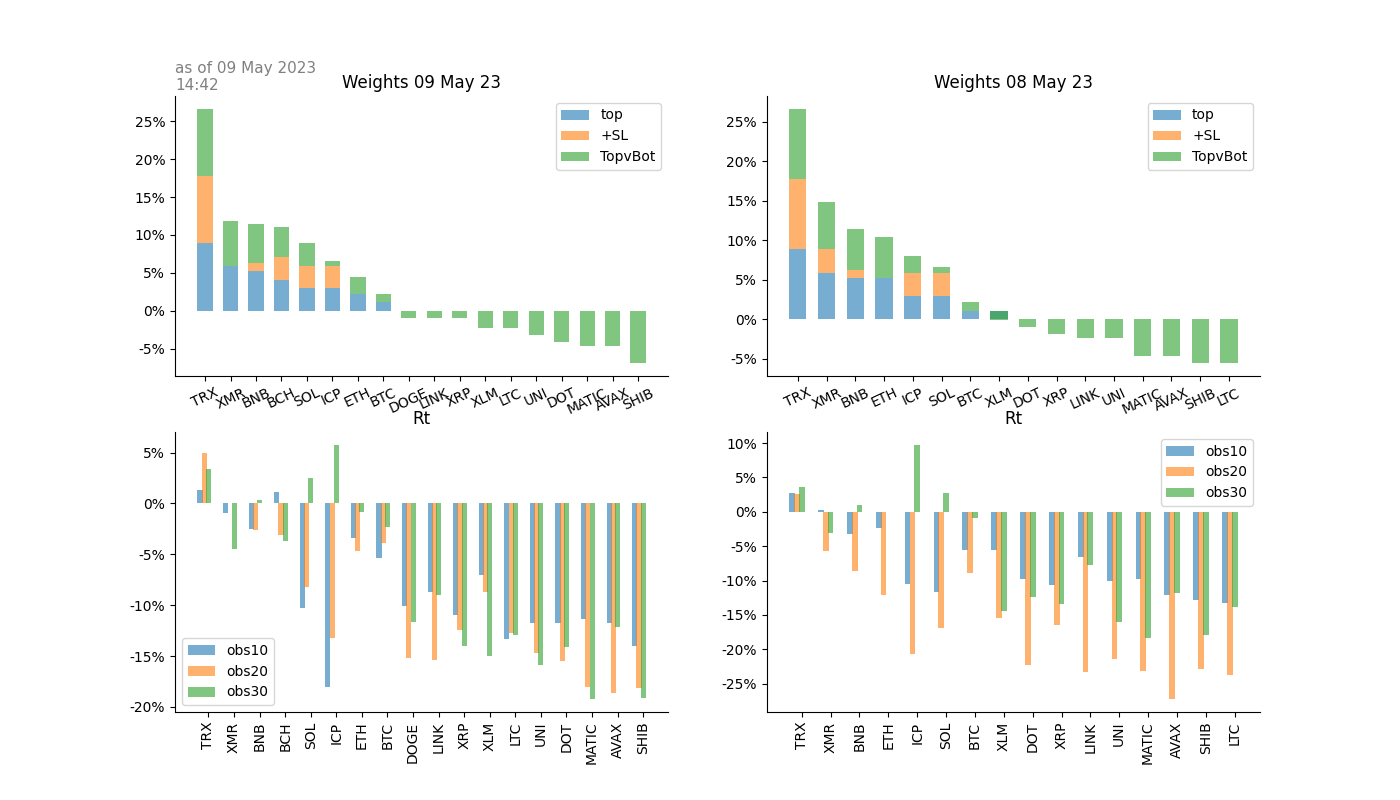 as of 09 May 2023
14:42
Weights 09 May 23
25%
20%
15%
10%
5%
0%
-5%
top
+SL
TopvBot
TRX XMR BNB BCH SOL ICP ETH BTC DOGE LINK XRP XLM LTC UNI DOT MATIC AVAX SHIB
Weights 08 May 23
25%
20%
15%
10%
5%
0%
-5%
top
+SL
TopvBot
TRX XMR BNB ETH ICP SOL BTC XLM DOT XRP LINK UNI MATIC AVAX SHIB LTC
Rt
5%
0%
-5%
-10%
-15%
-20%
obs10
obs20
obs30
TRX XMR BNB BCH SOL ICP ETH BTC DOGE LINK XRP XLM LTC UNI DOT MATIC AVAX SHIB
Rt
10%
5%
0%
-5%
-10%
-15%
-20%
-25%
obs10
obs20
obs30
TRX XMR BNB ETH ICP SOL BTC XLM DOT XRP LINK UNI MATIC AVAX SHIB LTC